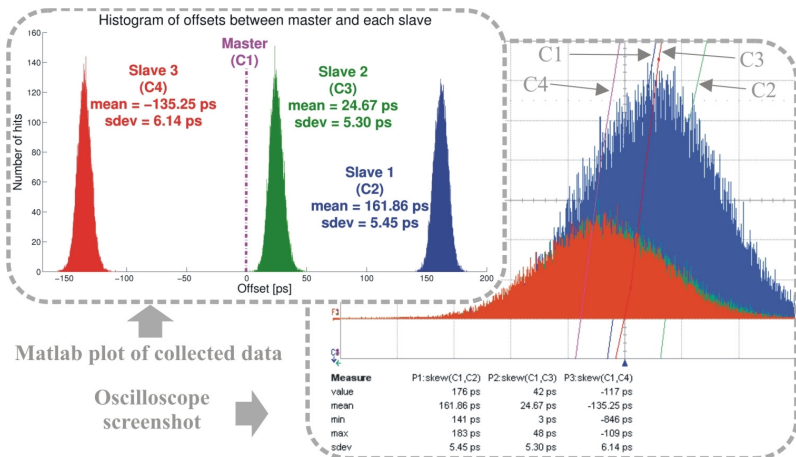 Histogram of offsets between master and each slave
160
140
120
100
80
60
40
20
0
Number of hits
Slave 3
(C4)
mean = −135.25 ps
sdev = 6.14 ps
Master
(C1)
Slave 2
(C3)
mean = 24.67 ps
sdev = 5.30 ps
Slave 1
(C2)
mean = 161.86 ps
sdev = 5.45 ps
−150 −100 −50 0 50 100 150 200
Offset [ps]
C1
C3
C4
C2
Matlab plot of collected data
Oscilloscope
screenshot
Measure P1:skew(C1,C2) P2:skew(C1,C3) P3:skew(C1,C4)
value 176 ps 42 ps -117 ps
mean 161.86 ps 24.67 ps -135.25 ps
min 141 ps 3 ps -846 ps
max 183 ps 48 ps -109 ps
sdev 5.45 ps 5.30 ps 6.14 ps